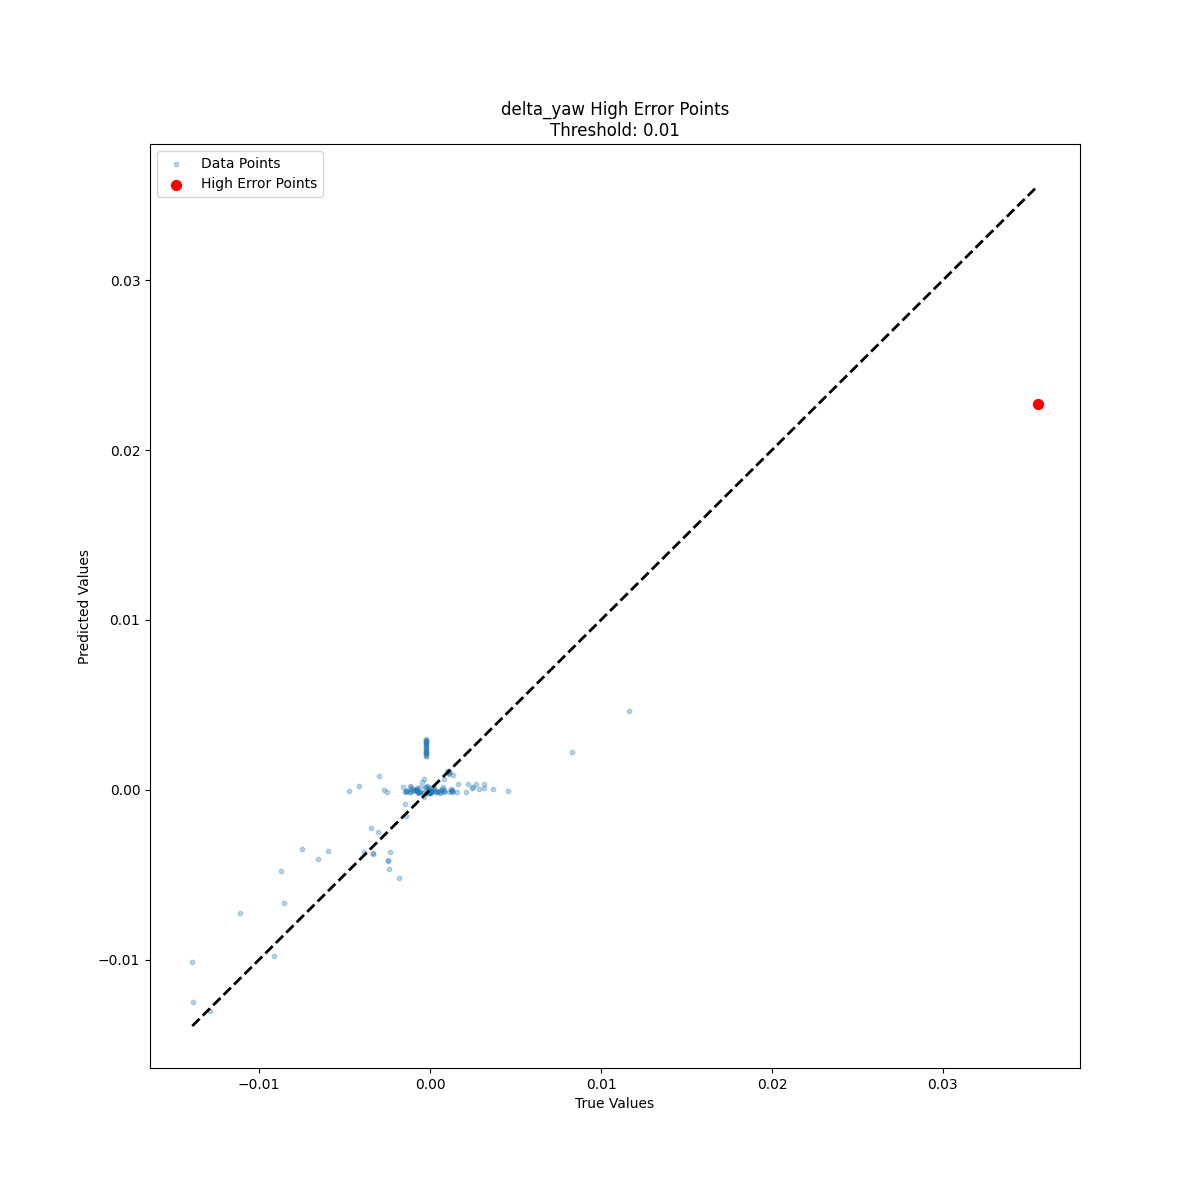 delta_yaw High Error Points
Threshold: 0.01
Data Points
High Error Points
0.03
0.02
0.01
0.00
−0.01
Predicted Values
−0.01
0.00
0.01
0.02
0.03
True Values